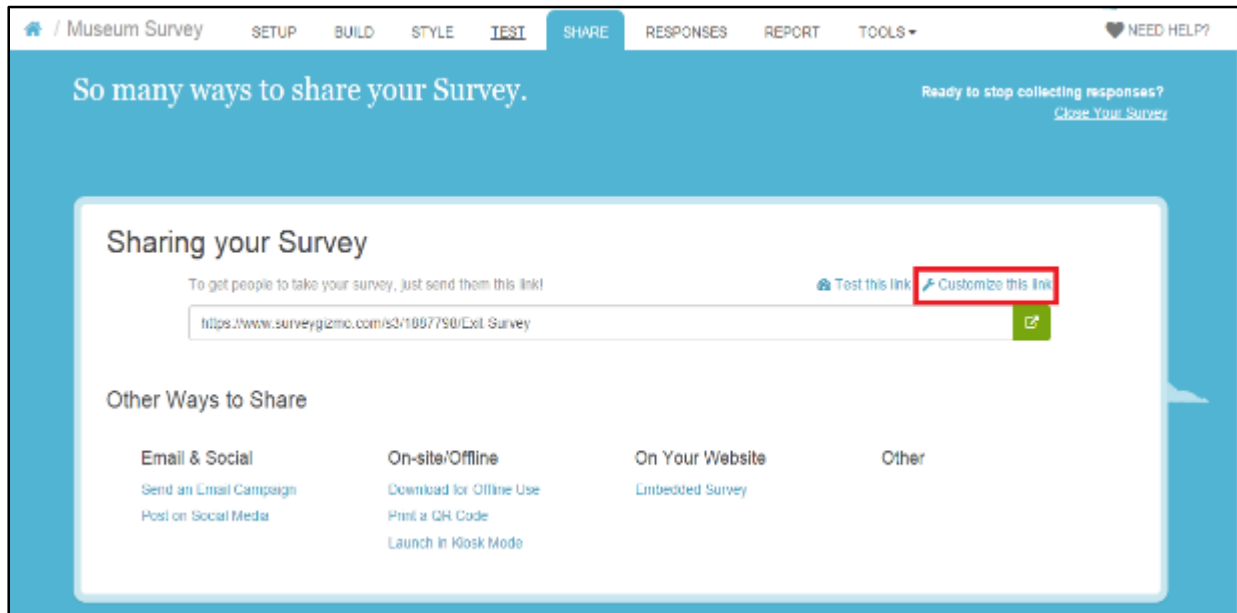 / Museum Survey SETUP BUILD STYLE TEST SHARE RESPONSES REPORT TOOLS NEED HELP?
So many ways to share your Survey.
Ready to stop collecting responses?
Close Your Survey
Sharing your Survey
To get people to take your survey, just send them this link!
Test this link
Customize this link
https://www.surveygizmo.com/s3/1887798/Exit Survey
Other Ways to Share
Email & Social
Send an Email Campaign
Post on Social Media
On-site/Offline
Download for Offline Use
Print a QR Code
Launch in Kiosk Mode
On Your Website
Embedded Survey
Other